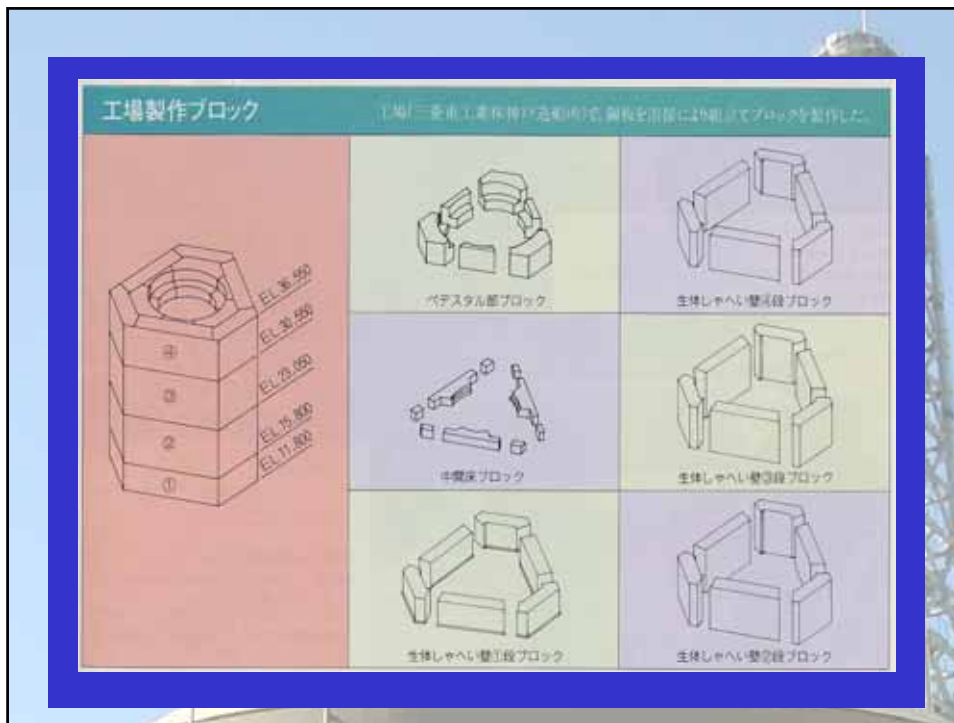 工場製作ブロック
工場(三菱重工業㈱神戸造船所)で、鋼板を溶接により組立てブロックを製作した。
EL.36.550
EL.30.550
EL.23.050
EL.15.800
EL.11.800
④
③
②
①
ペデスタル部ブロック
生体しゃへい壁④段ブロック
中間床ブロック
生体しゃへい壁③段ブロック
生体しゃへい壁①段ブロック
生体しゃへい壁②段ブロック